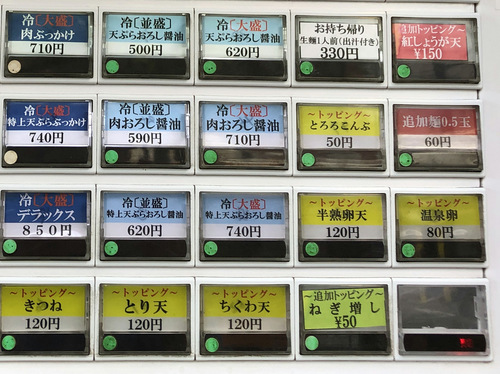 冷〔大盛〕
肉ぶっかけ
710円
冷〔並盛〕
天ぷらおろし醤油
500円
冷〔大盛〕
天ぷらおろし醤油
620円
お持ち帰り
生麺1人前(出汁付き)
330円
追加トッピング
紅しょうが天
¥150
冷〔大盛〕
特上天ぷらぶっかけ
740円
冷〔並盛〕
肉おろし醤油
590円
冷〔大盛〕
肉おろし醤油
710円
～トッピング～
とろろこんぶ
50円
追加麺0.5玉
60円
冷〔大盛〕
デラックス
850円
冷〔並盛〕
特上天ぷらおろし醤油
620円
冷〔大盛〕
特上天ぷらおろし醤油
740円
～トッピング～
半熟卵天
120円
～トッピング～
温泉卵
80円
～トッピング～
きつね
120円
～トッピング～
とり天
120円
～トッピング～
ちくわ天
120円
～追加トッピング～
ねぎ増し
¥50